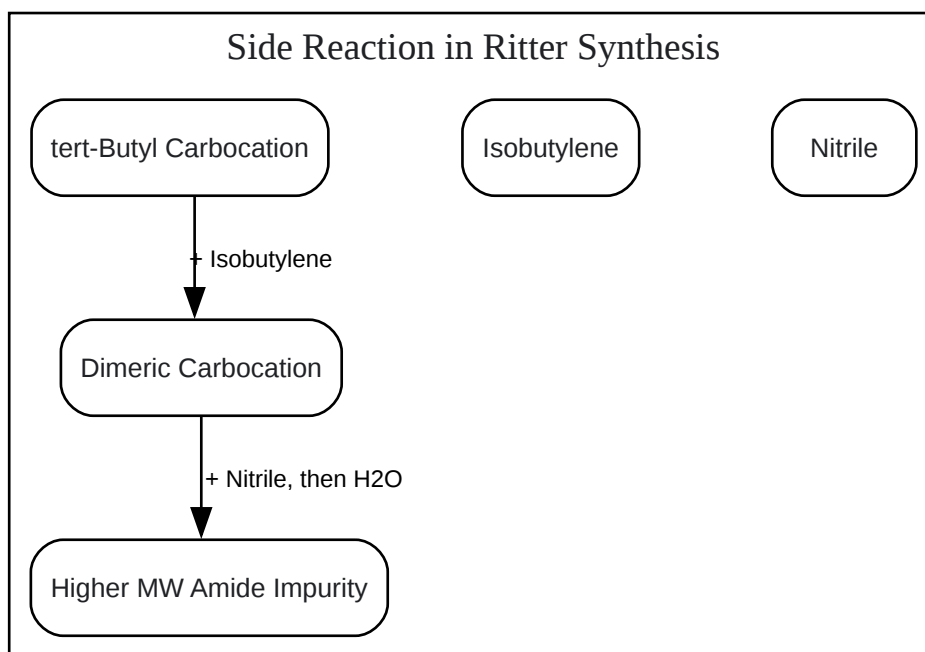 Side Reaction in Ritter Synthesis
tert-Butyl Carbocation
Isobutylene
Nitrile
+ Isobutylene
Dimeric Carbocation
+ Nitrile, then H2O
Higher MW Amide Impurity